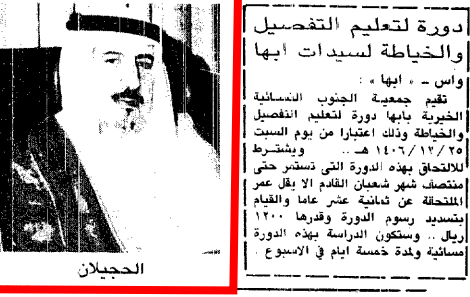 دورة لتعليم التفصيل
والخياطة لسيدات ابها
واس – « ابها » :
تقيم جمعية الجنوب النسائية
الخيرية بابها دورة لتعليم التفصيل
والخياطة وذلك اعتبارا من يوم السبت
٢٥/١٢/١٤٠٦ هـ .. ويشترط
للالتحاق بهذه الدورة التى تستمر حتى
منتصف شهر شعبان القادم الا يقل عمر
الملتحقة عن ثمانية عشر عاما والقيام
بتسديد رسوم الدورة وقدرها ١٢٠٠
ريال .. وستكون الدراسة بهذه الدورة
مسائية ولمدة خمسة ايام فى الاسبوع .
الحجيلان